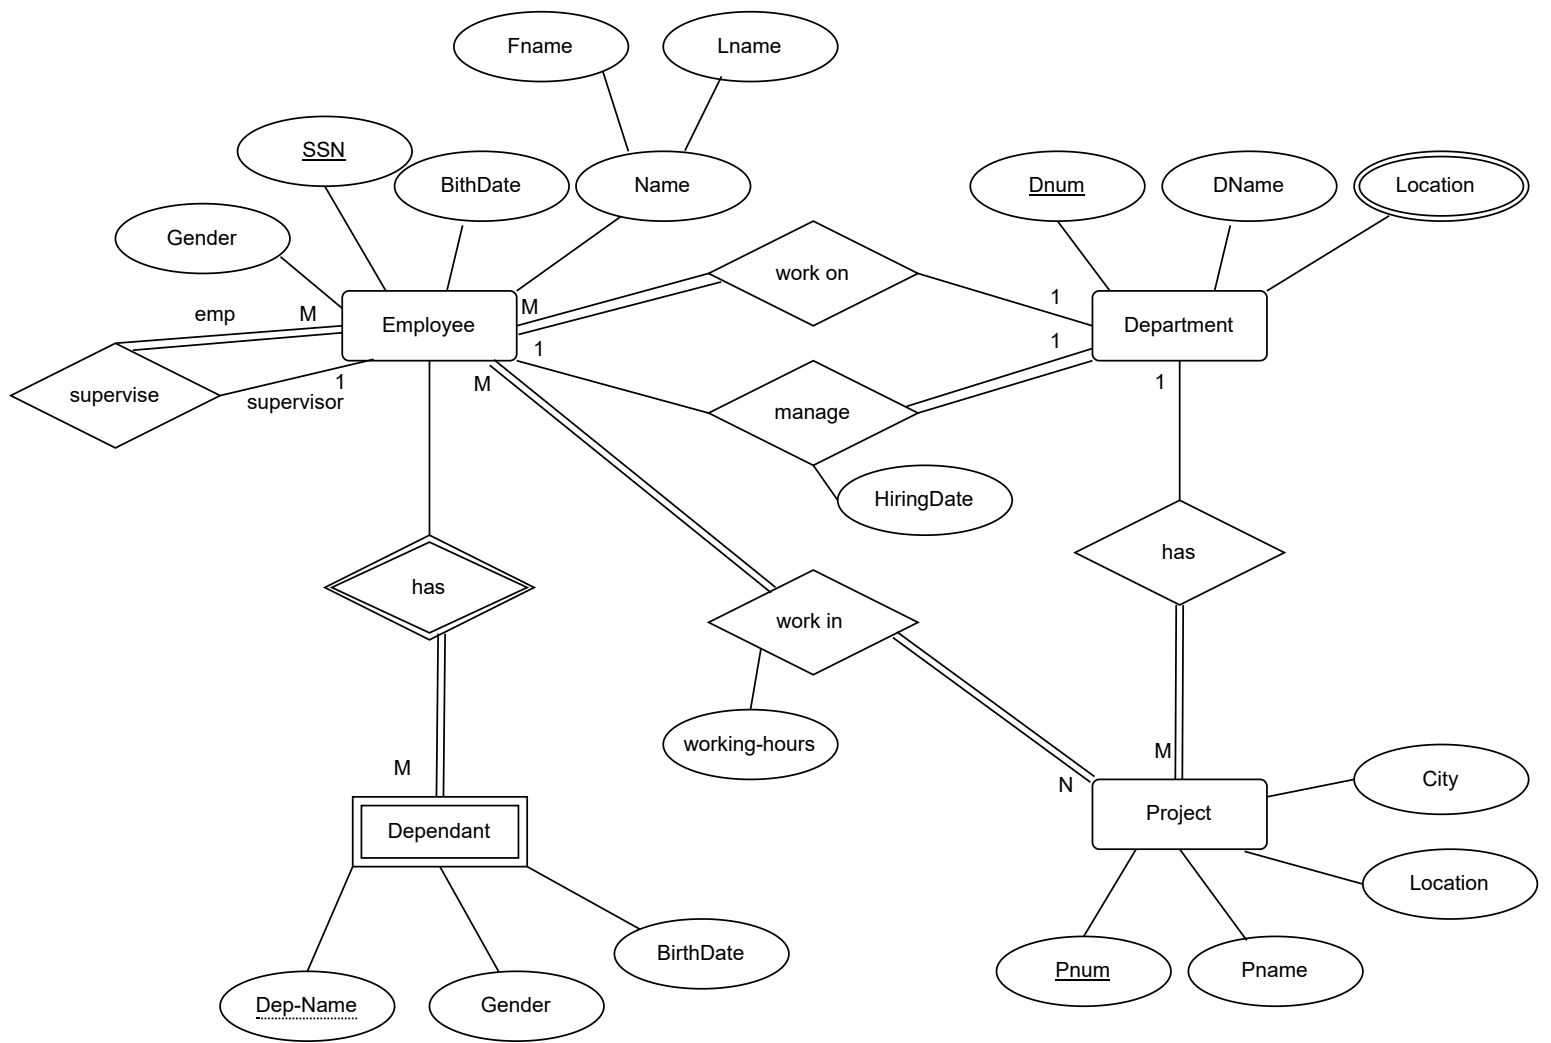 Fname
Lname
SSN
BithDate
Name
Dnum
DName
Location
Gender
work on
emp
M
Employee
M
1
Department
1
1
supervise
1
supervisor
M
manage
1
HiringDate
has
has
work in
working-hours
M
M
N
City
Dependant
Project
Location
BirthDate
Dep-Name
Gender
Pnum
Pname